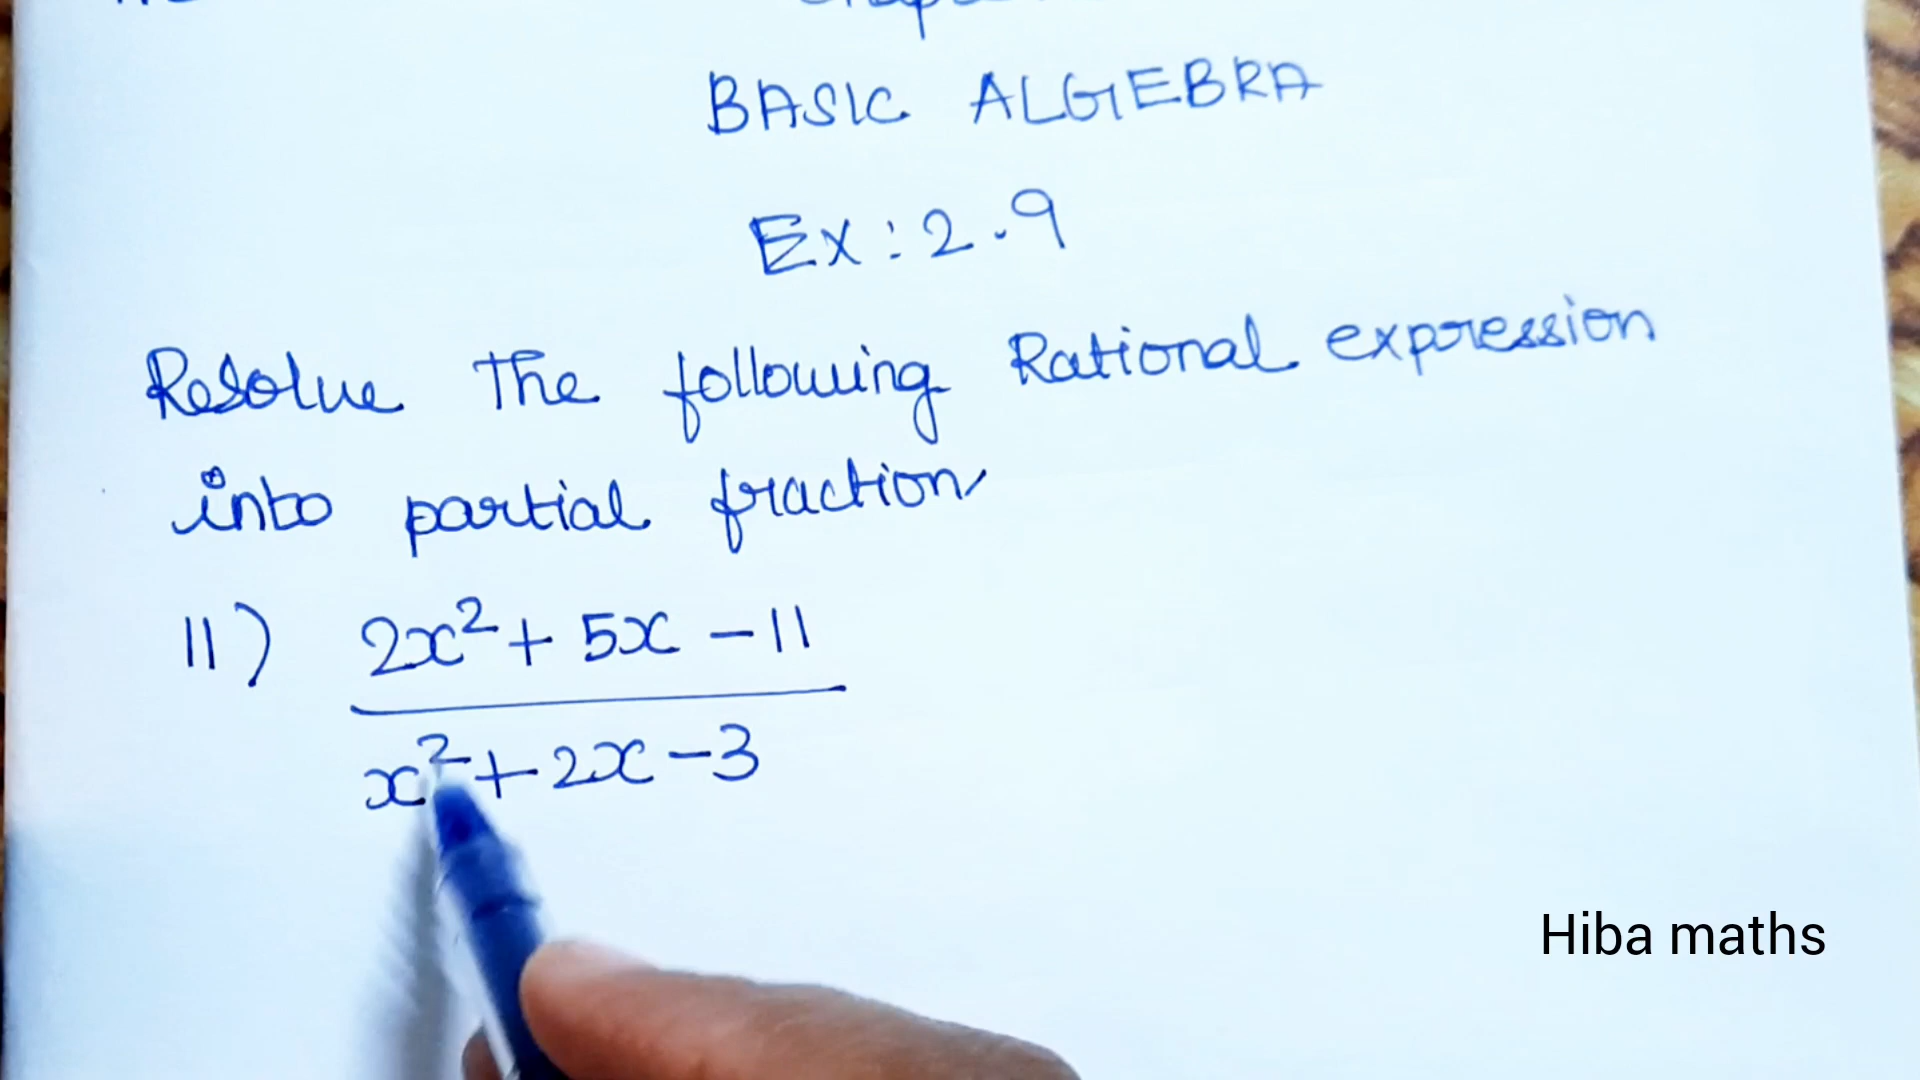 BASIC ALGEBRA
Ex: 2.9
Resolve the following Rational expression
into partial fraction
11) 2x² + 5x - 11
x² + 2x - 3
Hiba maths